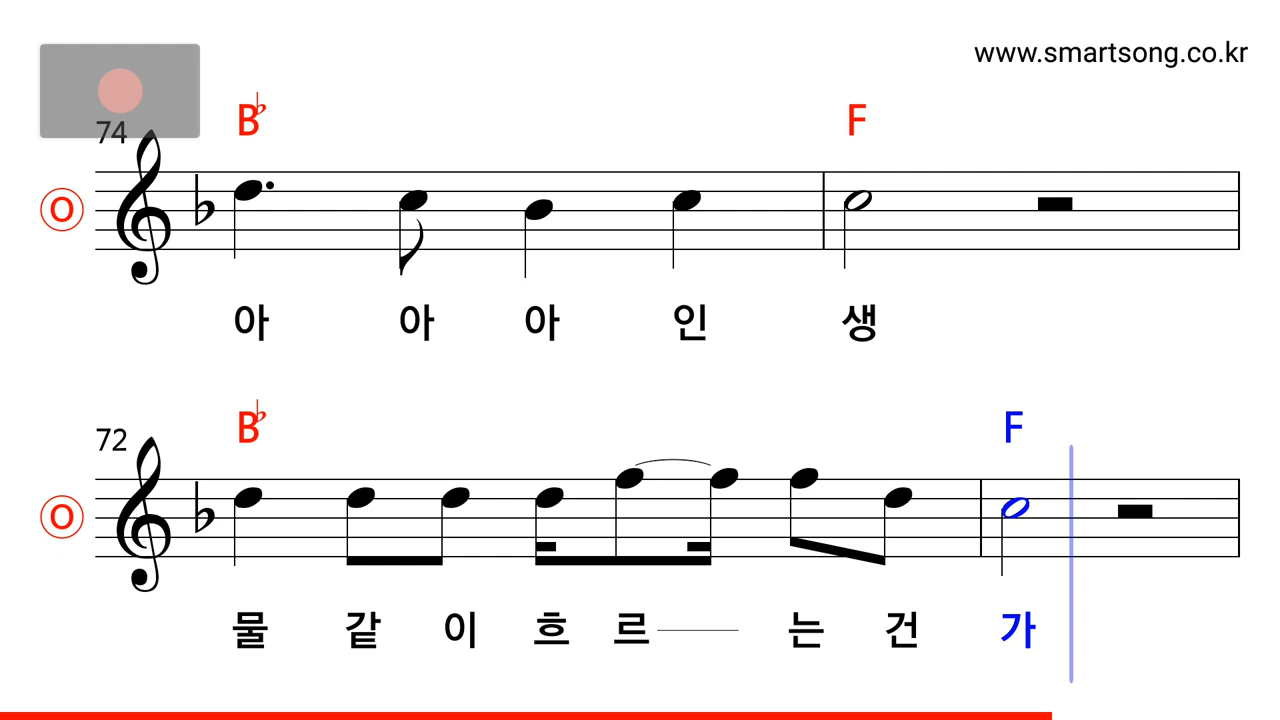 www.smartsong.co.kr
74
B♭ F
O
아 아 아 인 생
72
B♭ F
O
물 같 이 흐 르 는 건 가